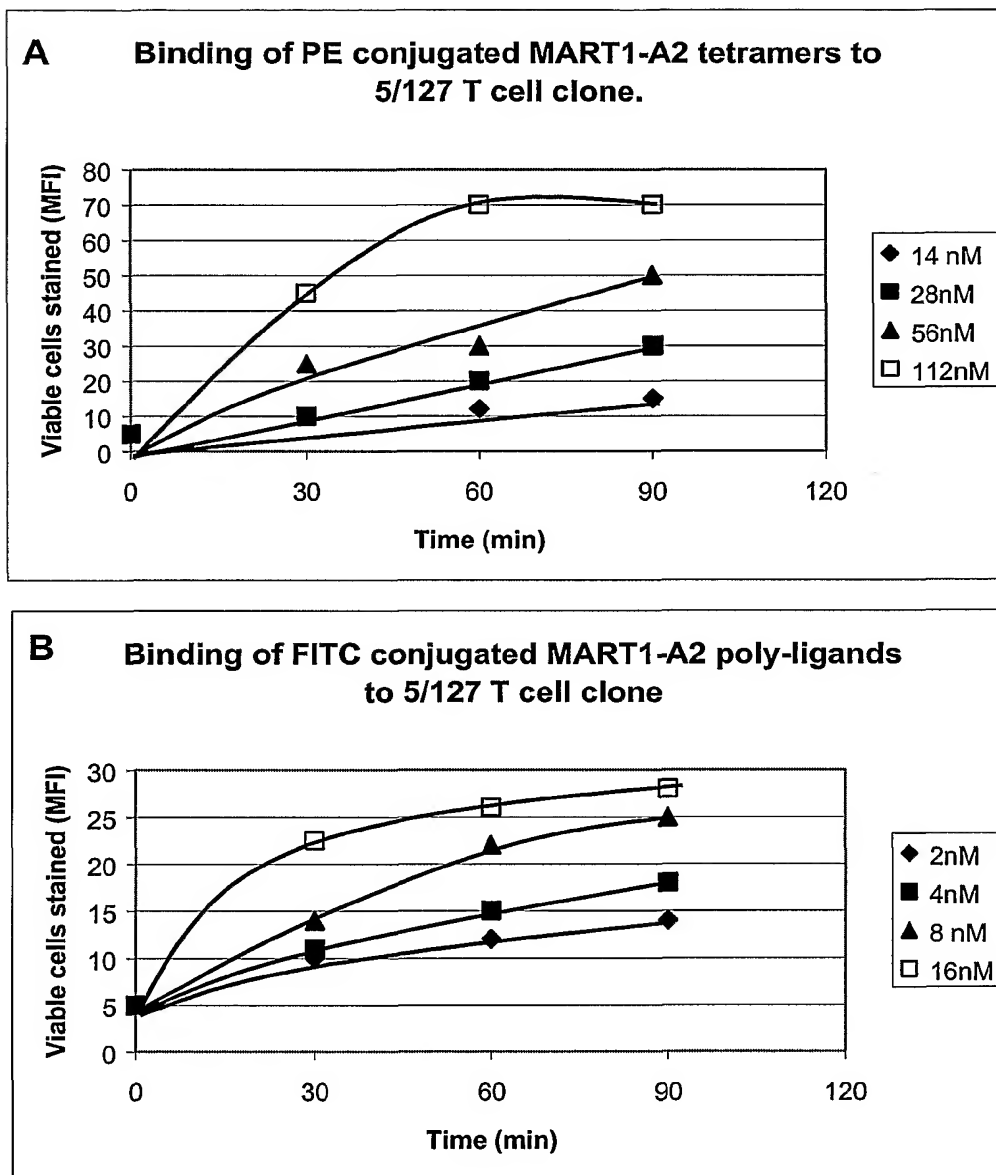 A
Binding of PE conjugated MART1-A2 tetramers to
5/127 T cell clone.
Viable cells stained (MFI)
80
70
60
50
40
30
20
10
0
0 30 60 90 120
Time (min)
14 nM
28nM
56nM
112nM
B
Binding of FITC conjugated MART1-A2 poly-ligands
to 5/127 T cell clone
Viable cells stained (MFI)
30
25
20
15
10
5
0
0 30 60 90 120
Time (min)
2nM
4nM
8 nM
16nM